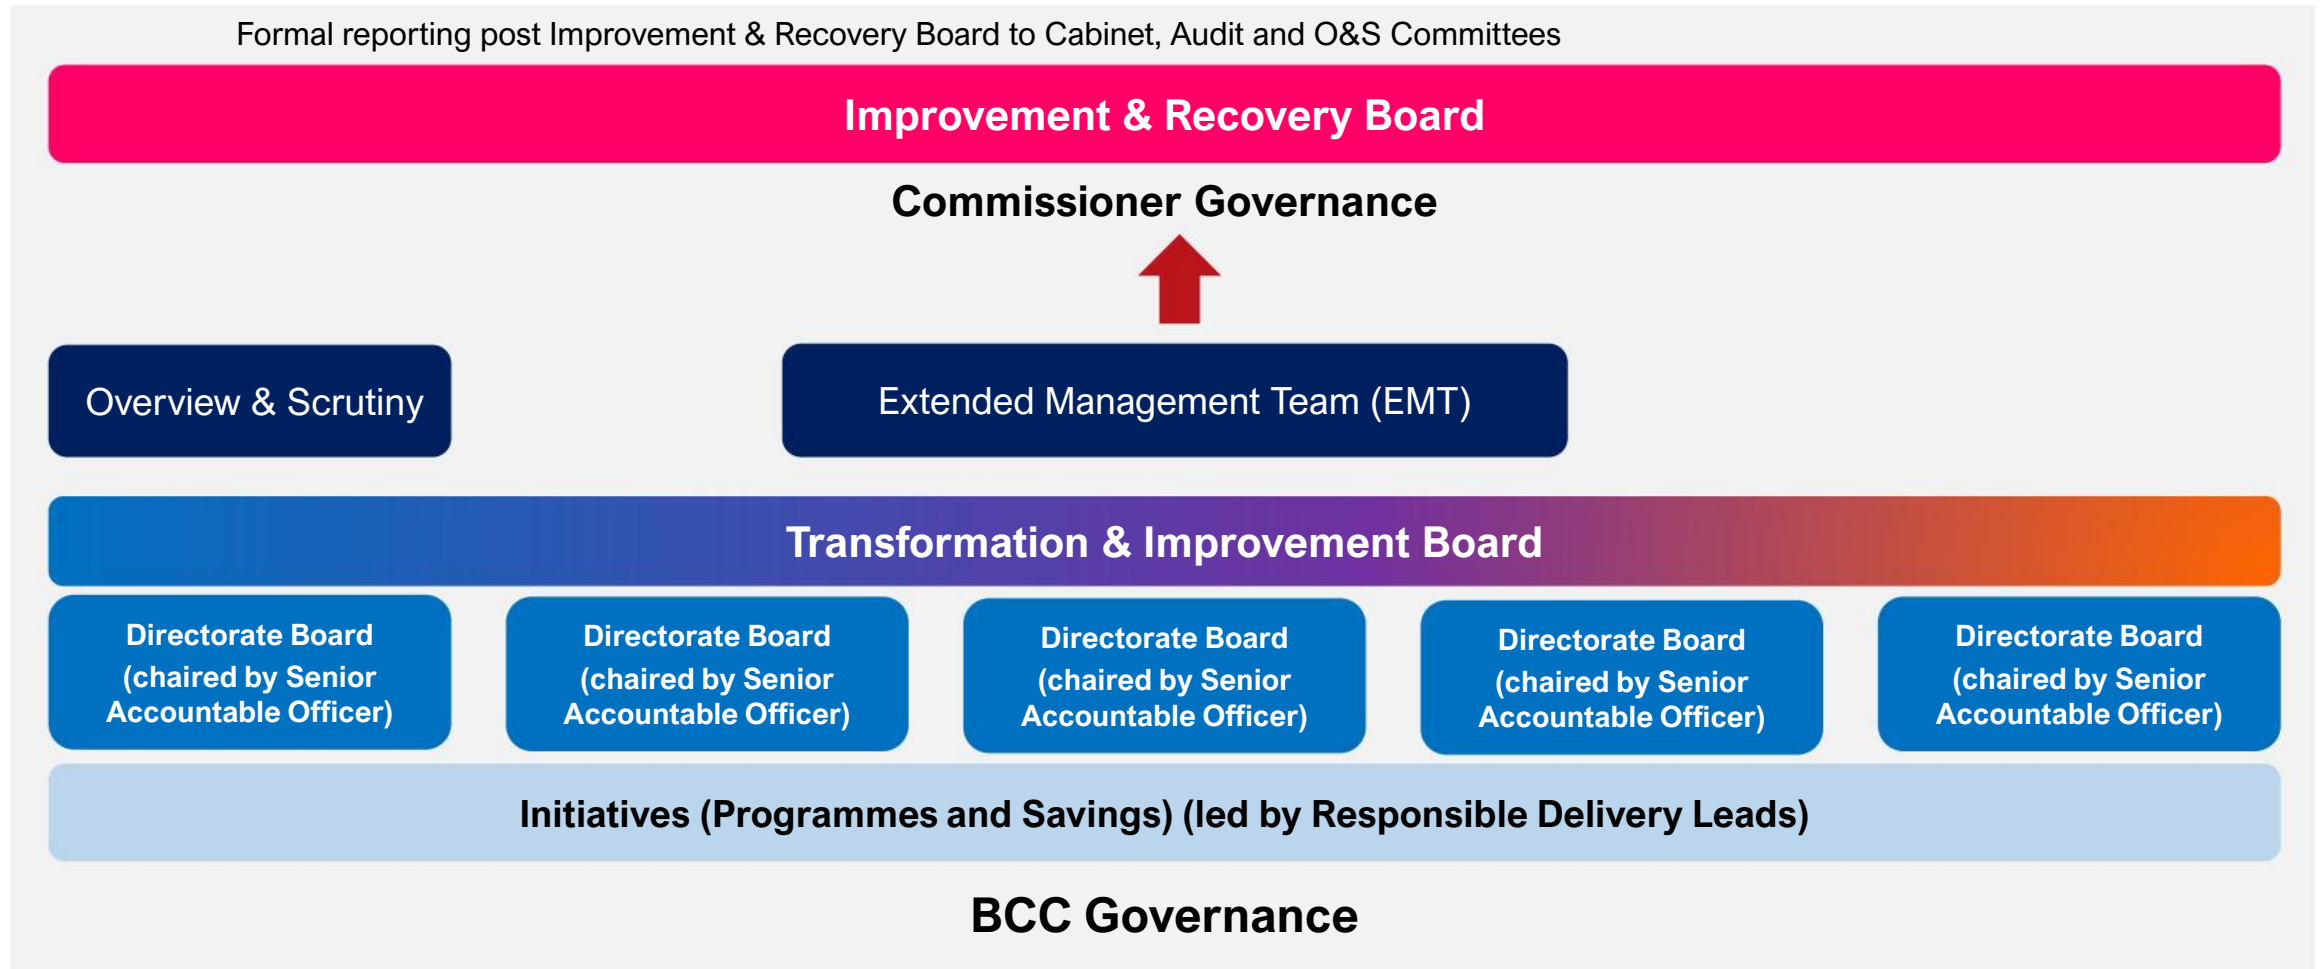 Formal reporting post Improvement & Recovery Board to Cabinet, Audit and O&S Committees
Improvement & Recovery Board
Commissioner Governance
Overview & Scrutiny
Extended Management Team (EMT)
Transformation & Improvement Board
Directorate Board
(chaired by Senior
Accountable Officer)
Directorate Board
(chaired by Senior
Accountable Officer)
Directorate Board
(chaired by Senior
Accountable Officer)
Directorate Board
(chaired by Senior
Accountable Officer)
Directorate Board
(chaired by Senior
Accountable Officer)
Initiatives (Programmes and Savings) (led by Responsible Delivery Leads)
BCC Governance